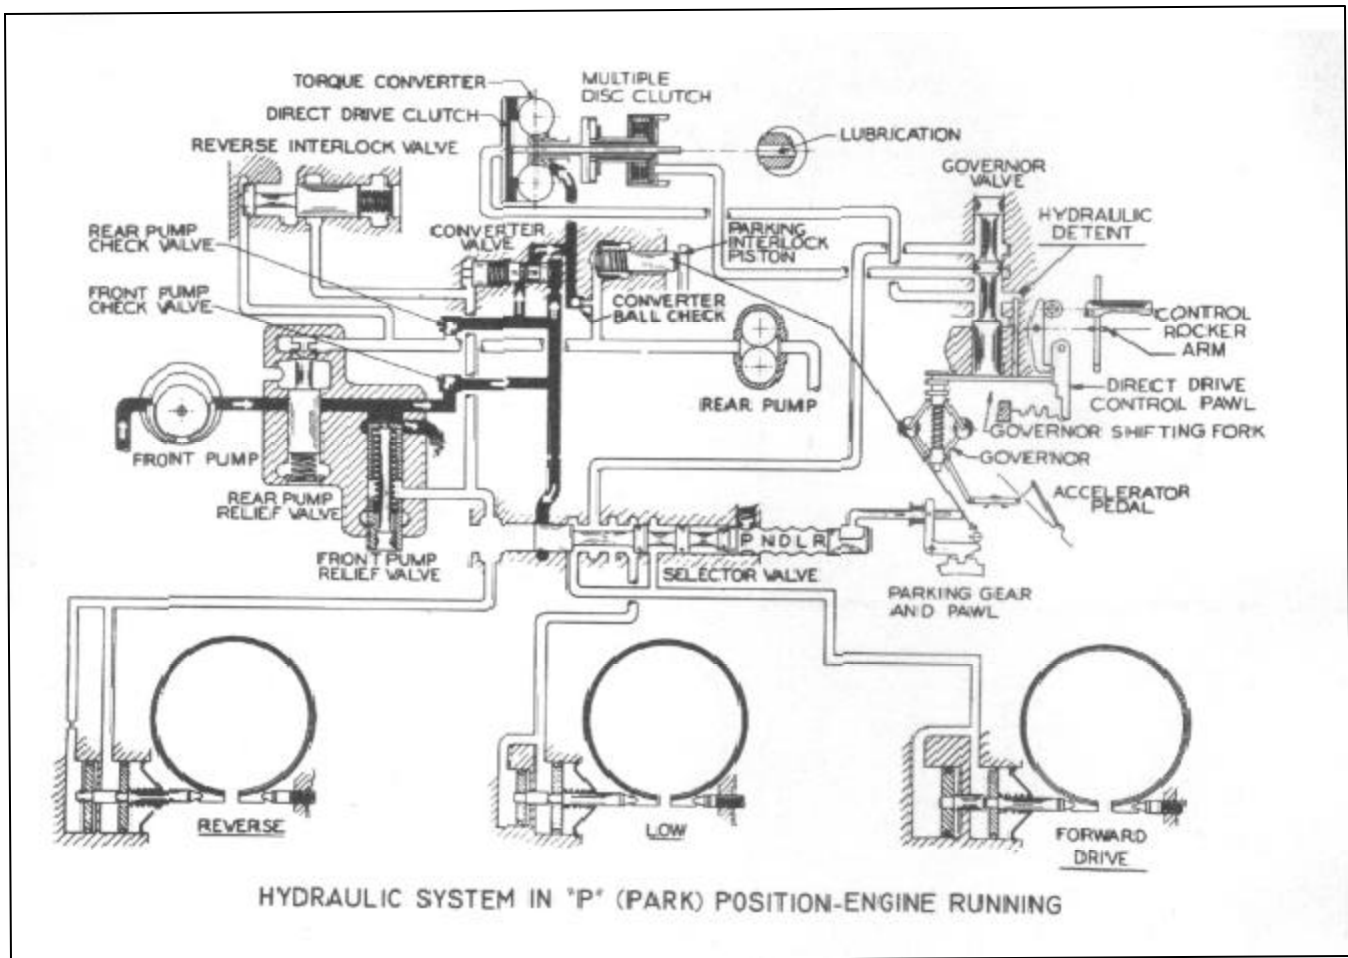 TORQUE CONVERTER
MULTIPLE
DISC CLUTCH
DIRECT DRIVE CLUTCH
REVERSE INTERLOCK VALVE
LUBRICATION
GOVERNOR
VALVE
HYDRAULIC
DETENT
REAR PUMP
CHECK VALVE
CONVERTER
VALVE
PARKING
INTERLOCK
PISTON
FRONT PUMP
CHECK VALVE
CONVERTER
BALL CHECK
CONTROL
ROCKER
ARM
DIRECT DRIVE
CONTROL PAWL
REAR PUMP
GOVERNOR SHIFTING FORK
FRONT PUMP
GOVERNOR
REAR PUMP
RELIEF VALVE
ACCELERATOR
PEDAL
P N D L R
FRONT PUMP
RELIEF VALVE
SELECTOR VALVE
PARKING GEAR
AND PAWL
REVERSE
LOW
FORWARD
DRIVE
HYDRAULIC SYSTEM IN "P" (PARK) POSITION-ENGINE RUNNING